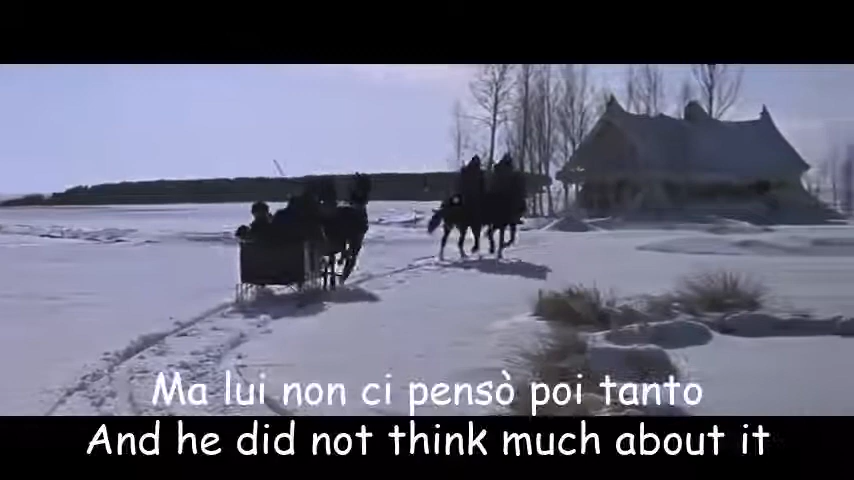 Ma lui non ci pensò poi tanto
And he did not think much about it